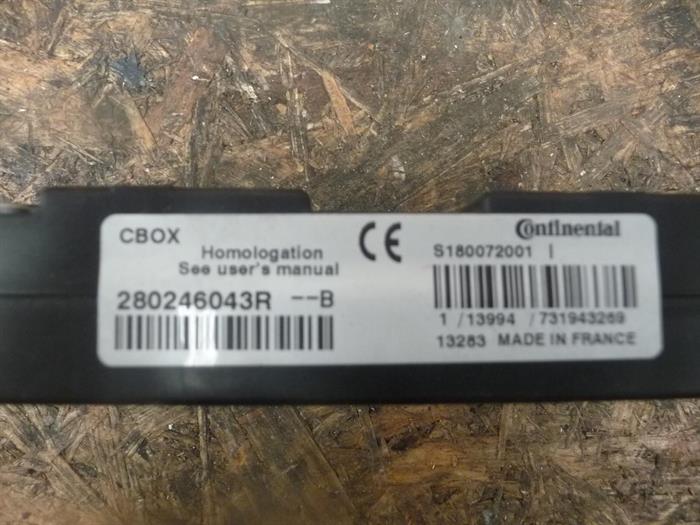 CBOX
Homologation
See user's manual
280246043R --B
CE
Continental
S180072001 I
1 / 13994 / 731943269
13283 MADE IN FRANCE